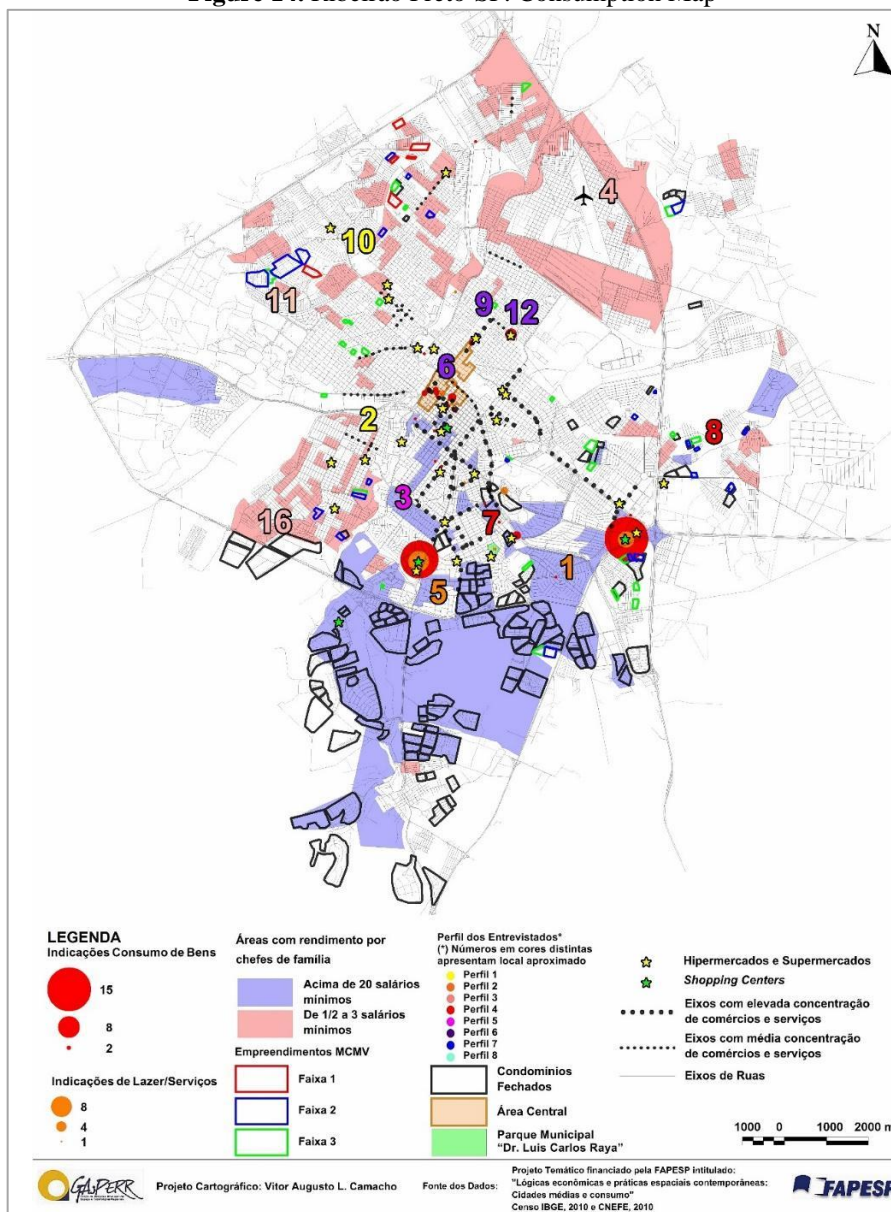 Figure 14. Ribeirão Preto-SP: Consumption Map
N
4
10
11
9
12
6
2
8
3
7
16
1
5
LEGENDA
Indicações Consumo de Bens
15
8
2
Indicações de Lazer/Serviços
8
4
1
Áreas com rendimento por
chefes de família
Acima de 20 salários
mínimos
De 1/2 a 3 salários
mínimos
Empreendimentos MCMV
Faixa 1
Faixa 2
Faixa 3
Perfil dos Entrevistados*
(*) Números em cores distintas
apresentam local aproximado
Perfil 1
Perfil 2
Perfil 3
Perfil 4
Perfil 5
Perfil 6
Perfil 7
Perfil 8
Condomínios
Fechados
Área Central
Parque Municipal
"Dr. Luis Carlos Raya"
Hipermercados e Supermercados
Shopping Centers
Eixos com elevada concentração
de comércios e serviços
Eixos com média concentração
de comércios e serviços
Eixos de Ruas
1000 0 1000 2000 m
GAsPERR
Projeto Cartográfico: Vitor Augusto L. Camacho
Fonte dos Dados:
Projeto Temático financiado pela FAPESP intitulado:
"Lógicas econômicas e práticas espaciais contemporâneas:
Cidades médias e consumo"
Censo IBGE, 2010 e CNEFE, 2010
FAPESP